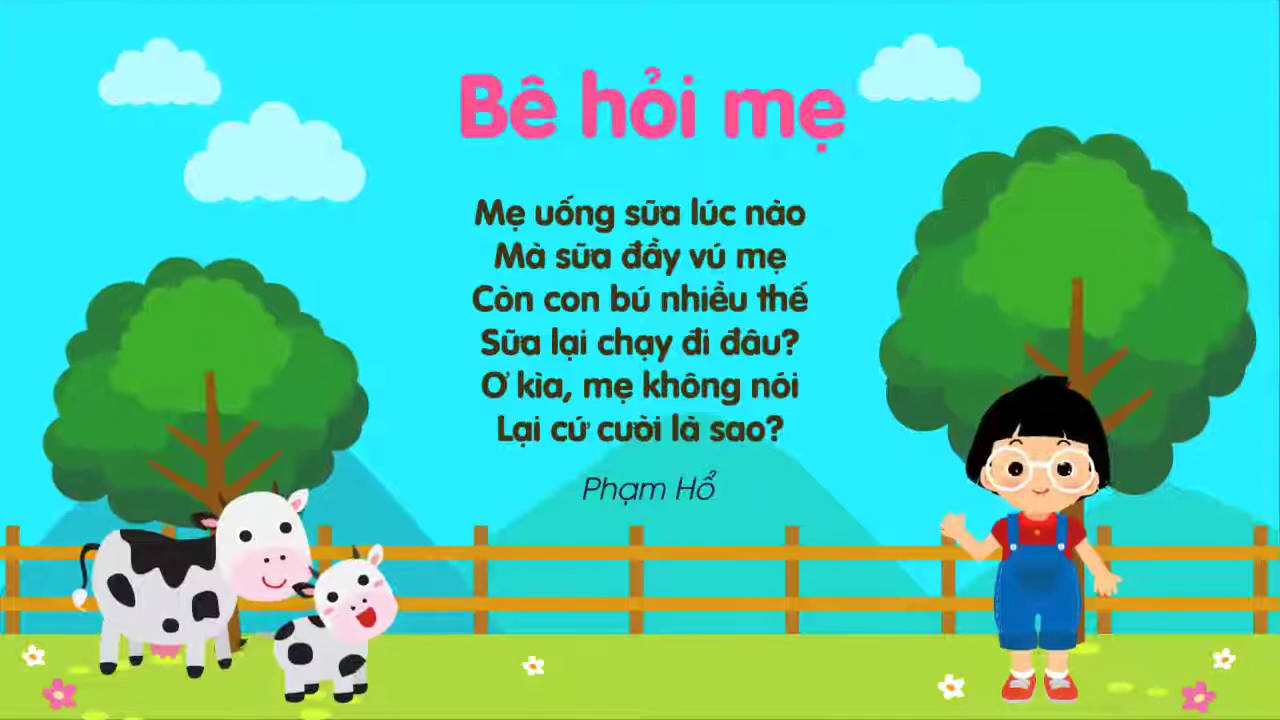 Bê hỏi mẹ
Mẹ uống sữa lúc nào
Mà sữa đầy vú mẹ
Còn con bú nhiều thế
Sữa lại chạy đi đâu?
Ơ kìa, mẹ không nói
Lại cứ cười là sao?
Phạm Hổ